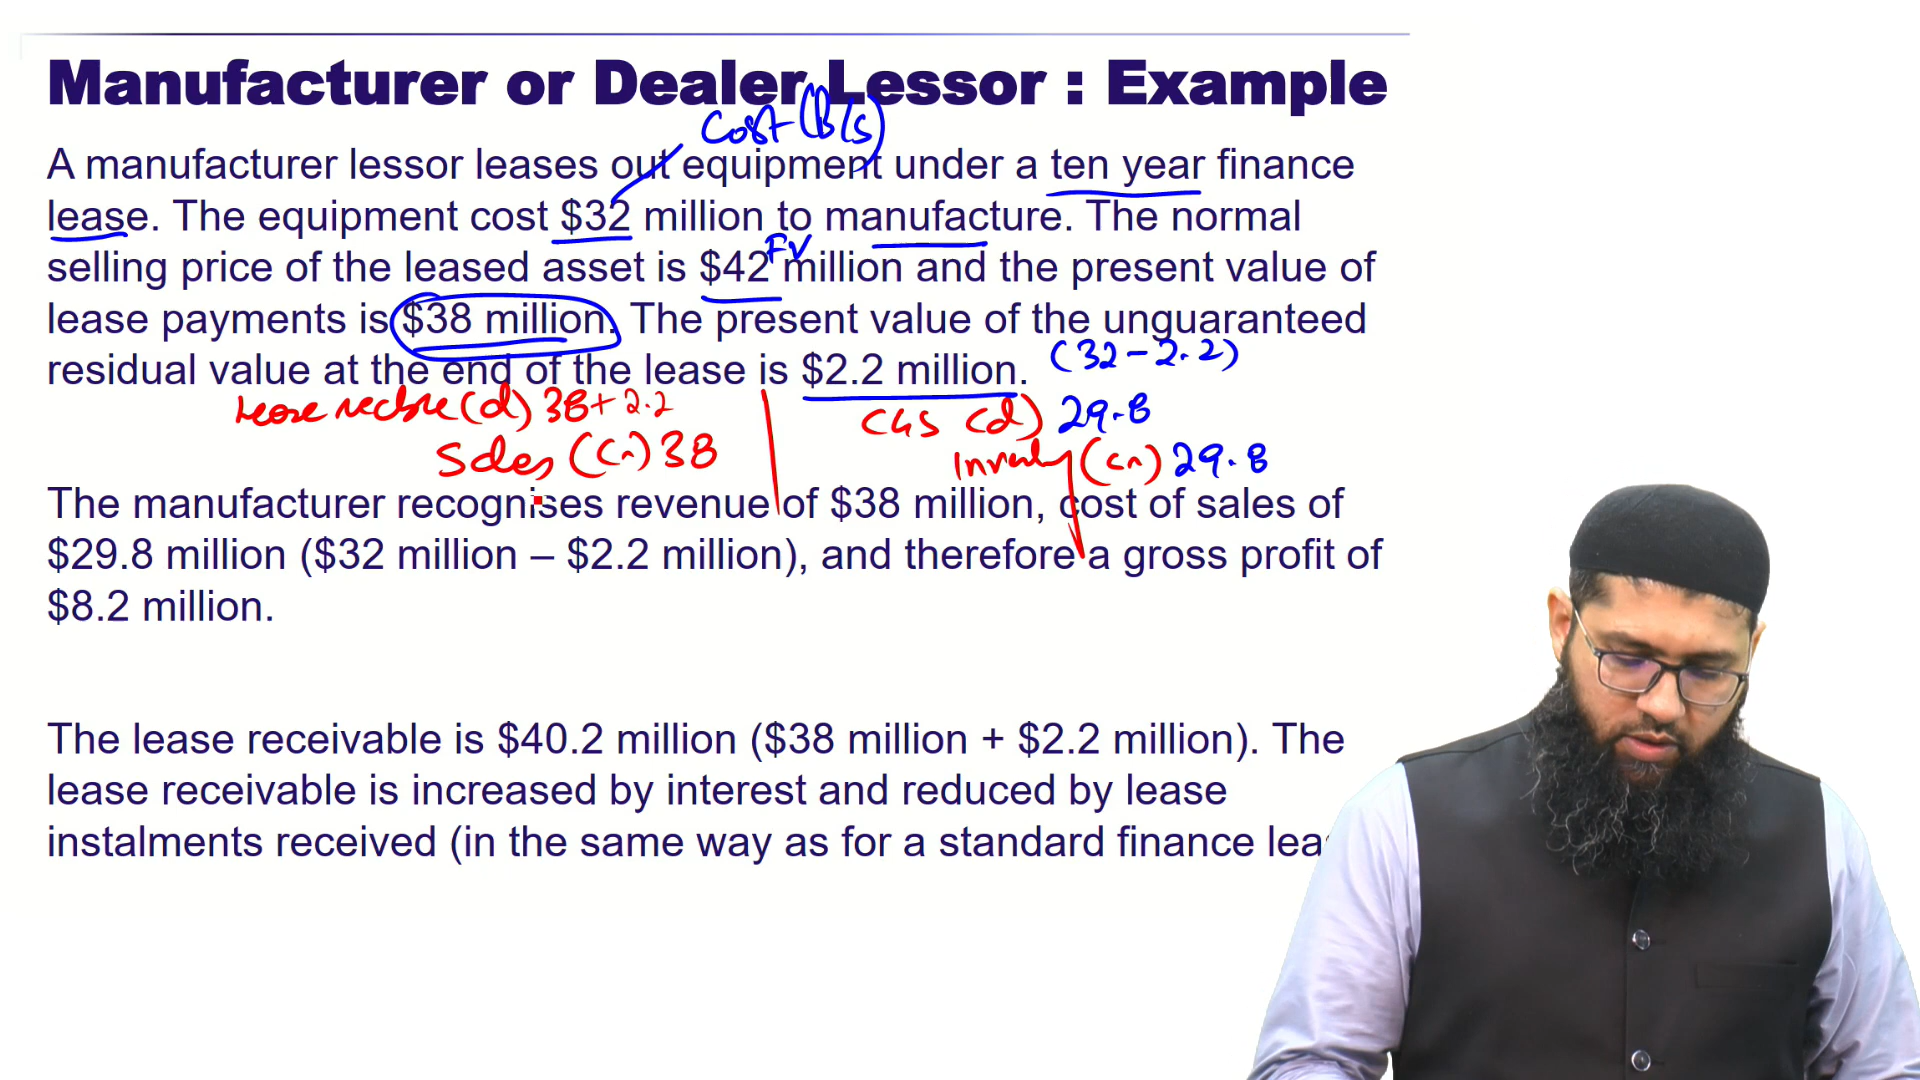 Manufacturer or Dealer Lessor : Example
Cost (B/S)
A manufacturer lessor leases out equipment under a ten year finance
lease. The equipment cost $32 million to manufacture. The normal
FV
selling price of the leased asset is $42 million and the present value of
lease payments is $38 million. The present value of the unguaranteed
residual value at the end of the lease is $2.2 million. (32 - 2.2)
Lease (d) 38 + 2.2
CGS (d) 29.8
Sales (Cr) 38
(Cr) 29.8
The manufacturer recognises revenue of $38 million, cost of sales of
$29.8 million ($32 million – $2.2 million), and therefore a gross profit of
$8.2 million.
The lease receivable is $40.2 million ($38 million + $2.2 million). The
lease receivable is increased by interest and reduced by lease
instalments received (in the same way as for a standard finance lea